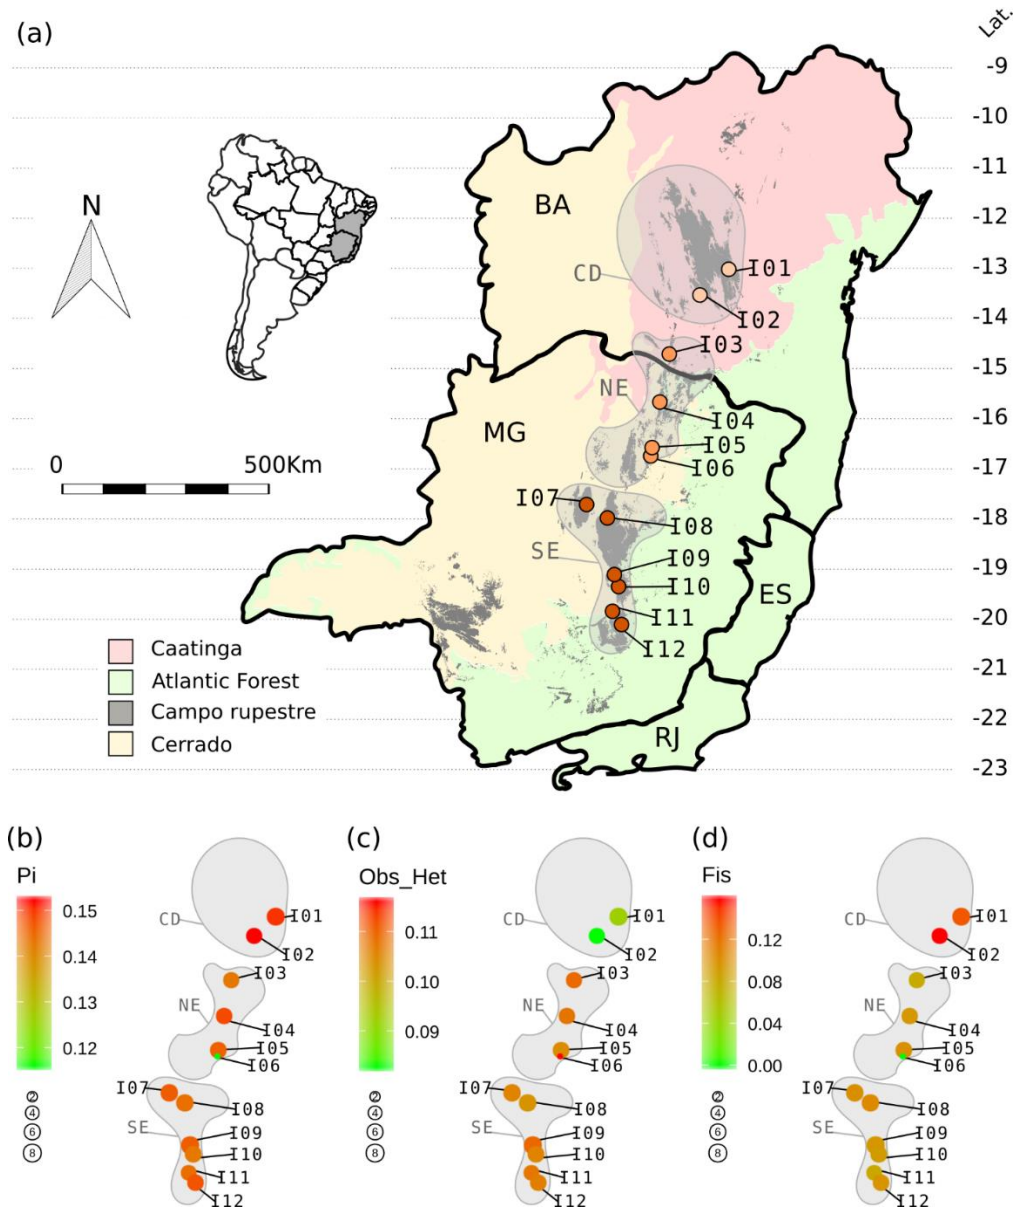 (a)
Lat.
-9
-10
-11
-12
-13
-14
-15
-16
-17
-18
-19
-20
-21
-22
-23
N
0 500Km
BA
CD
I01
I02
I03
NE
I04
MG
I05
I06
I07
I08
SE
I09
I10
ES
I11
I12
RJ
Caatinga
Atlantic Forest
Campo rupestre
Cerrado
(b)
Pi
0.15
0.14
0.13
0.12
2
4
6
8
CD
I01
I02
I03
NE
I04
I05
I06
I07
I08
SE
I09
I10
I11
I12
(c)
Obs_Het
0.11
0.10
0.09
2
4
6
8
CD
I01
I02
I03
NE
I04
I05
I06
I07
I08
SE
I09
I10
I11
I12
(d)
Fis
0.12
0.08
0.04
0.00
2
4
6
8
CD
I01
I02
I03
NE
I04
I05
I06
I07
I08
SE
I09
I10
I11
I12